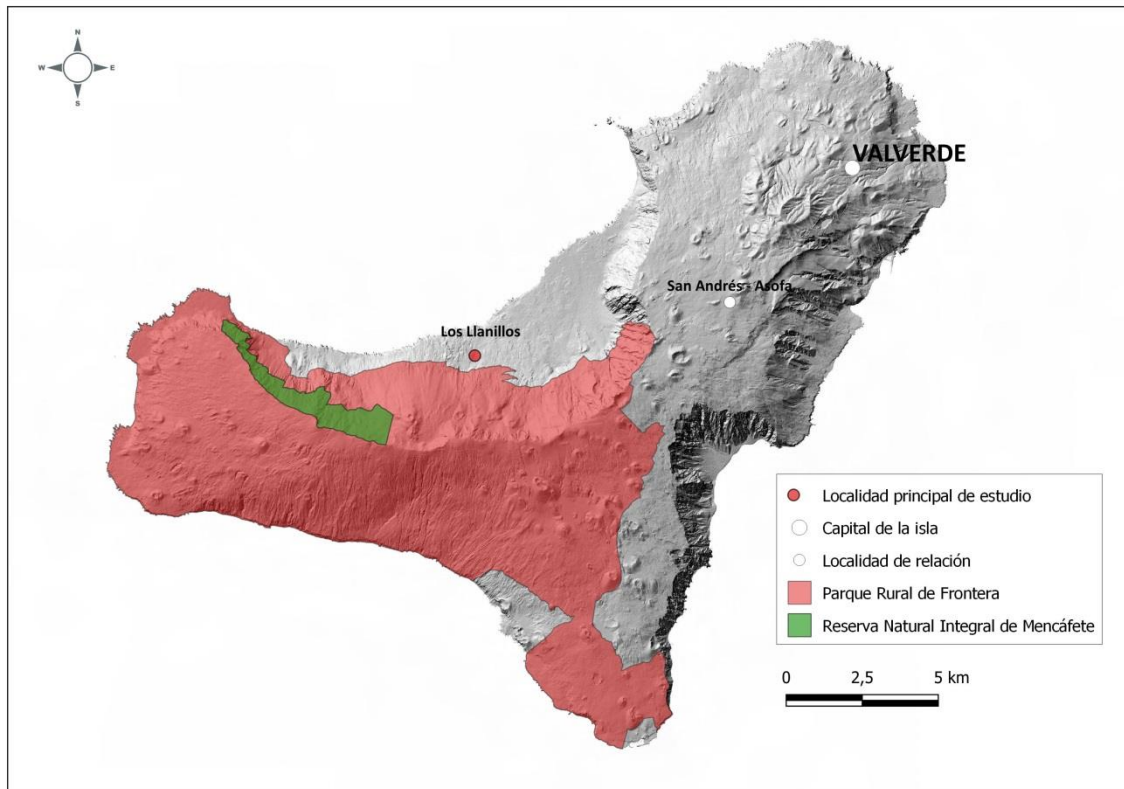 N
W E
S
VALVERDE
San Andrés - Asofa
Los Llanillos
Localidad principal de estudio
Capital de la isla
Localidad de relación
Parque Rural de Frontera
Reserva Natural Integral de Mencáfete
0 2,5 5 km